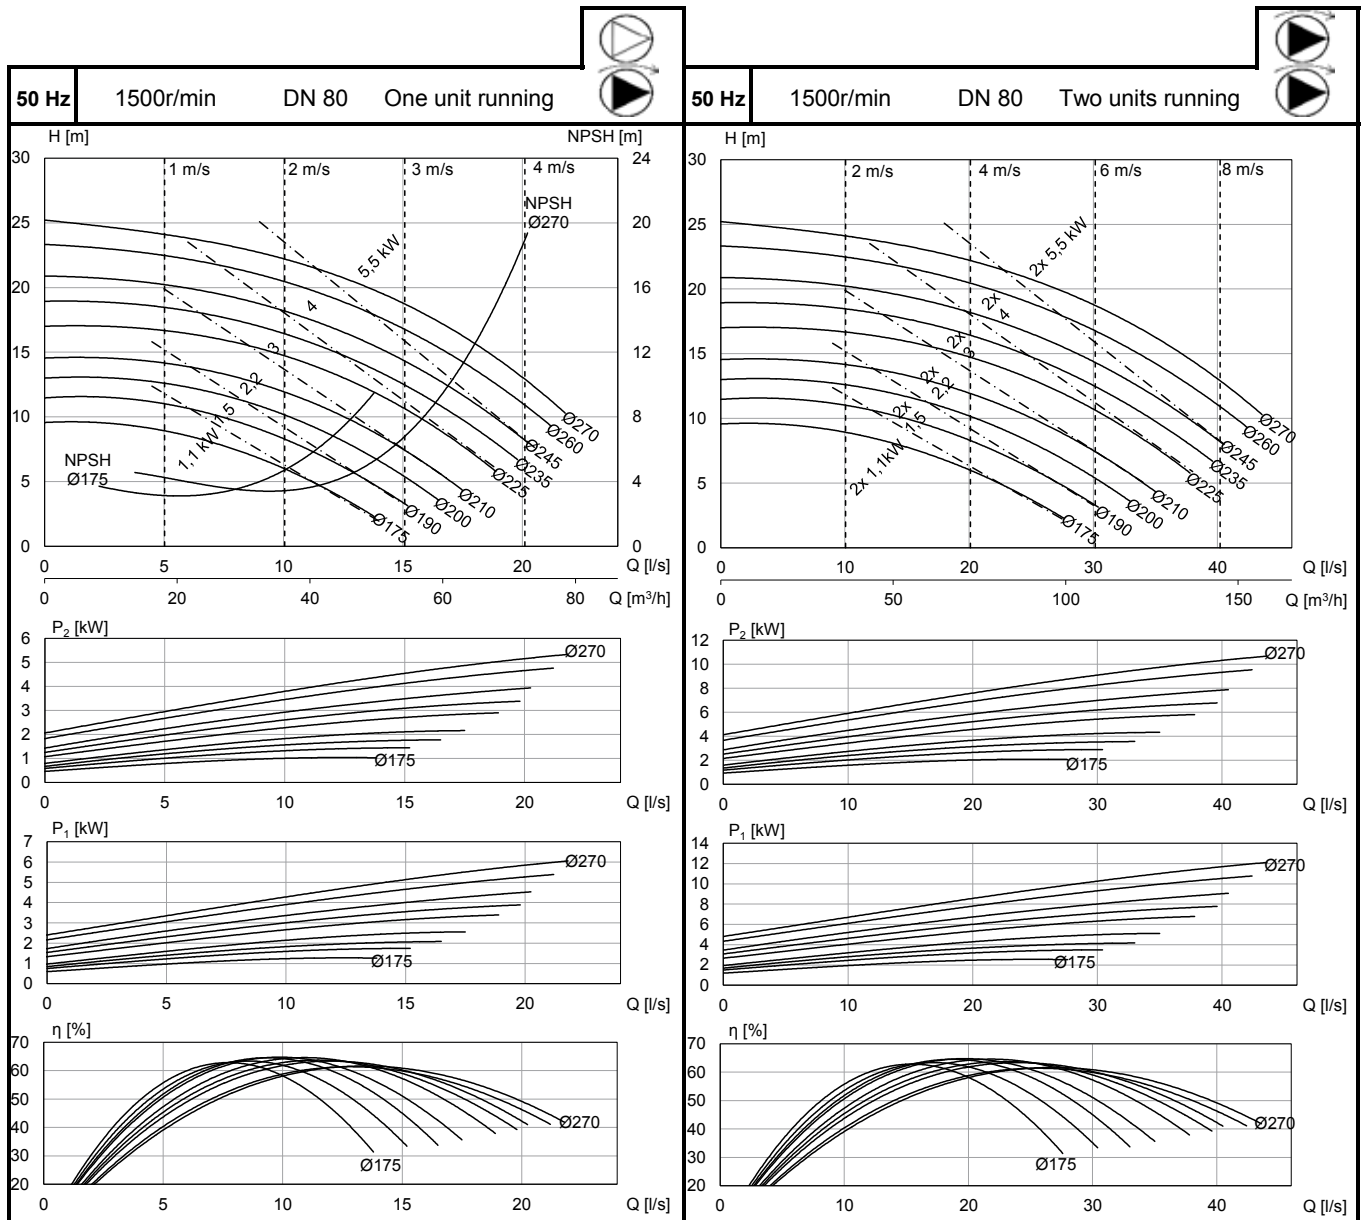 50 Hz 1500r/min DN 80 One unit running
H [m] NPSH [m]
30 24
1 m/s 2 m/s 3 m/s 4 m/s
NPSH
Ø270
25 20
5,5 kW
20 16
4
3
15 12
2,2
1,5
1,1 kW
10 8
NPSH
Ø175
5 4
Ø270
Ø260
Ø245
Ø235
Ø225
Ø210
Ø200
Ø190
Ø175
0 0
0 5 10 15 20 Q [l/s]
0 20 40 60 80 Q [m³/h]
P₂ [kW]
6
5
4
3
2
1
0
Ø270
Ø175
0 5 10 15 20 Q [l/s]
P₁ [kW]
7
6
5
4
3
2
1
0
Ø270
Ø175
0 5 10 15 20 Q [l/s]
η [%]
70
60
50
40
30
20
Ø270
Ø175
0 5 10 15 20 Q [l/s]
50 Hz 1500r/min DN 80 Two units running
H [m]
30
2 m/s 4 m/s 6 m/s 8 m/s
25
2x 5,5 kW
20
2x 4
2x 3
15
2x 2,2
2x 1,5
2x 1,1kW
10
5
Ø270
Ø260
Ø245
Ø235
Ø225
Ø210
Ø200
Ø190
Ø175
0
0 10 20 30 40 Q [l/s]
0 50 100 150 Q [m³/h]
P₂ [kW]
12
10
8
6
4
2
0
Ø270
Ø175
0 10 20 30 40 Q [l/s]
P₁ [kW]
14
12
10
8
6
4
2
0
Ø270
Ø175
0 10 20 30 40 Q [l/s]
η [%]
70
60
50
40
30
20
Ø270
Ø175
0 10 20 30 40 Q [l/s]